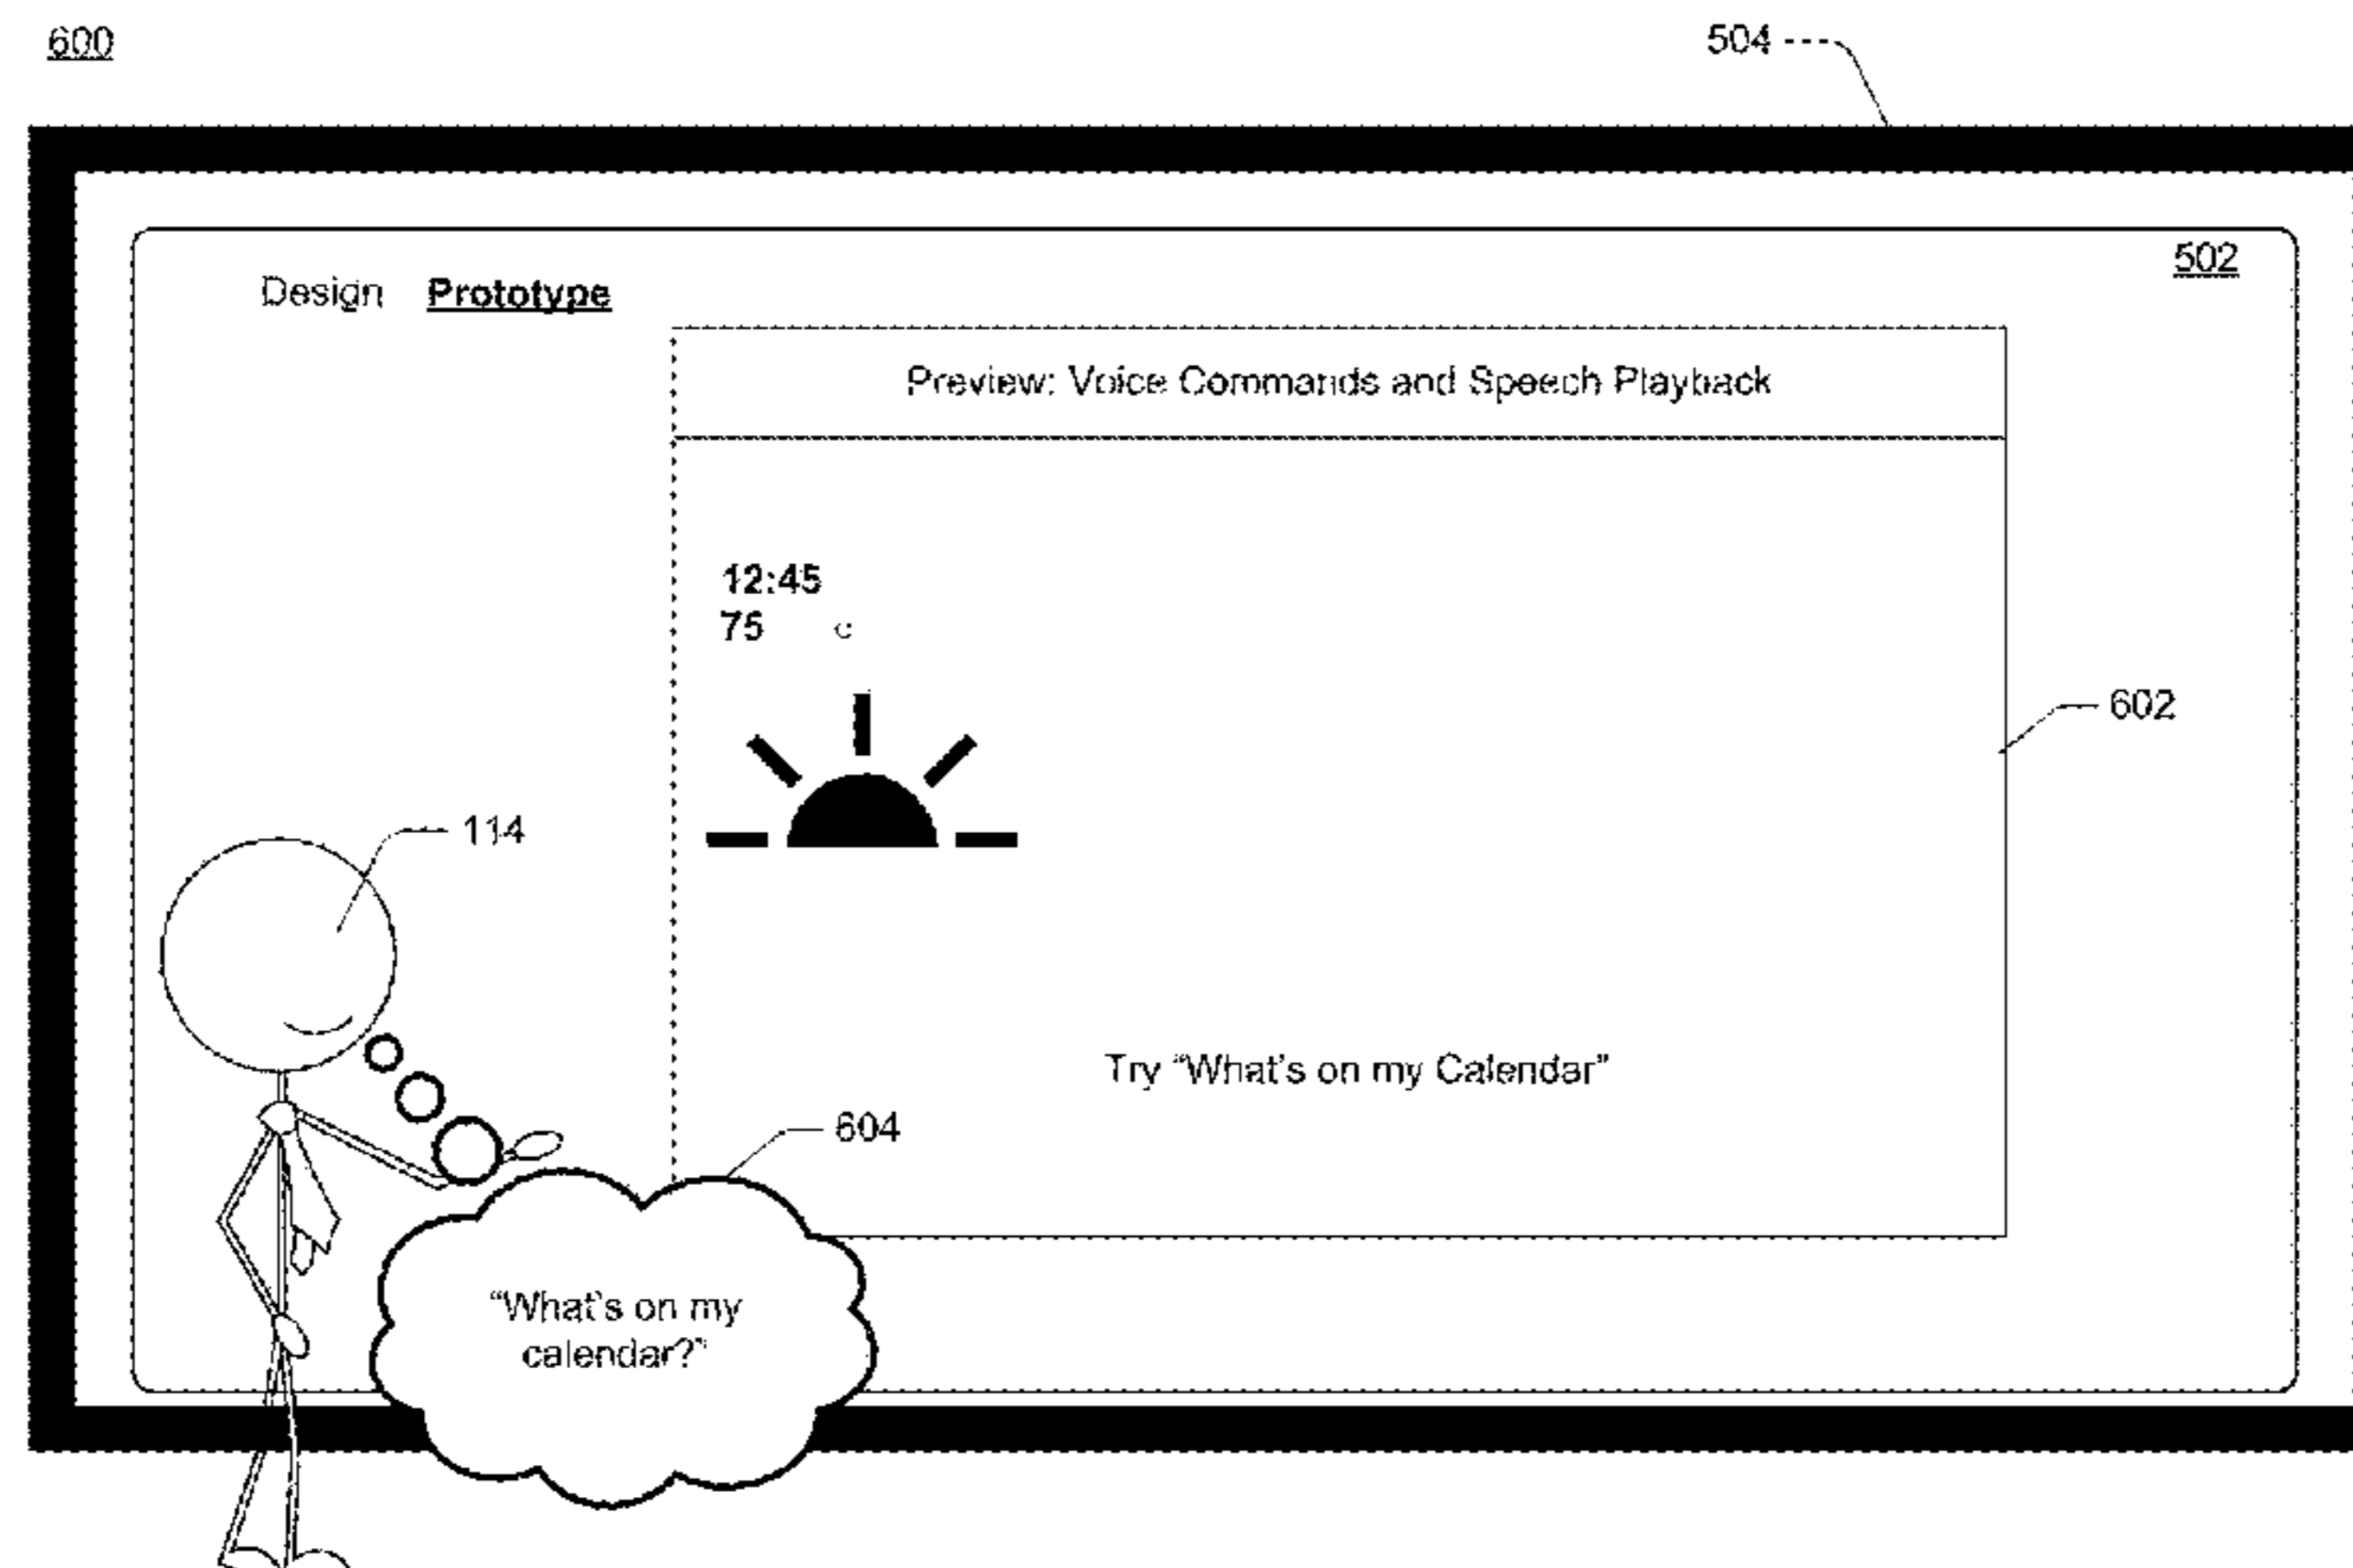 600
504
502
Design Prototype
Preview: Voice Commands and Speech Playback
12:45
75 c
602
114
Try “What's on my Calendar”
604
“What's on my
calendar?”